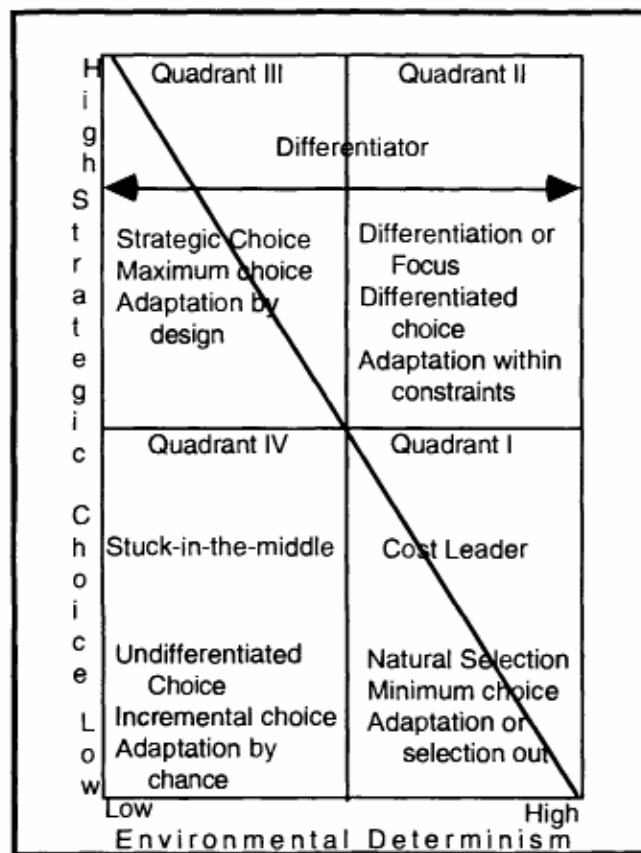 High Strategic Choice Low
Quadrant III
Quadrant II
Differentiator
Strategic Choice
Maximum choice
Adaptation by
design
Differentiation or
Focus
Differentiated
choice
Adaptation within
constraints
Quadrant IV
Quadrant I
Stuck-in-the-middle
Cost Leader
Undifferentiated
Choice
Incremental choice
Adaptation by
chance
Natural Selection
Minimum choice
Adaptation or
selection out
Low
High
Environmental Determinism